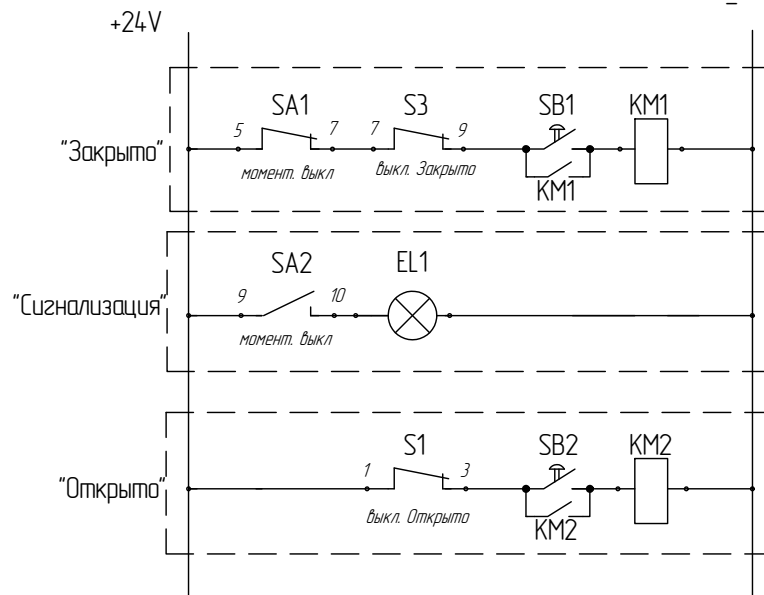 +24V
–
SA1 S3 SB1 KM1
5 7 7 9
"Закрыто"
момент. выкл выкл. Закрыто
KM1
SA2 EL1
9 10
"Сигнализация"
момент. выкл
S1 SB2 KM2
1 3
"Открыто"
выкл. Открыто
KM2